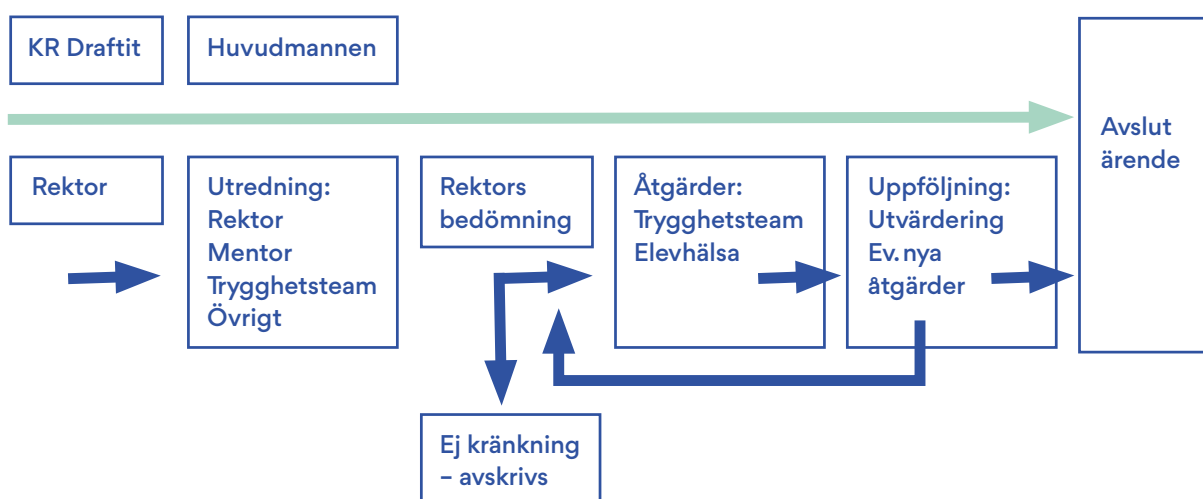 KR Draftit
Huvudmannen
Avslut
ärende
Rektor
Utredning:
Rektor
Mentor
Trygghetsteam
Övrigt
Rektors
bedömning
Åtgärder:
Trygghetsteam
Elevhälsa
Uppföljning:
Utvärdering
Ev. nya
åtgärder
Ej kränkning
– avskrivs